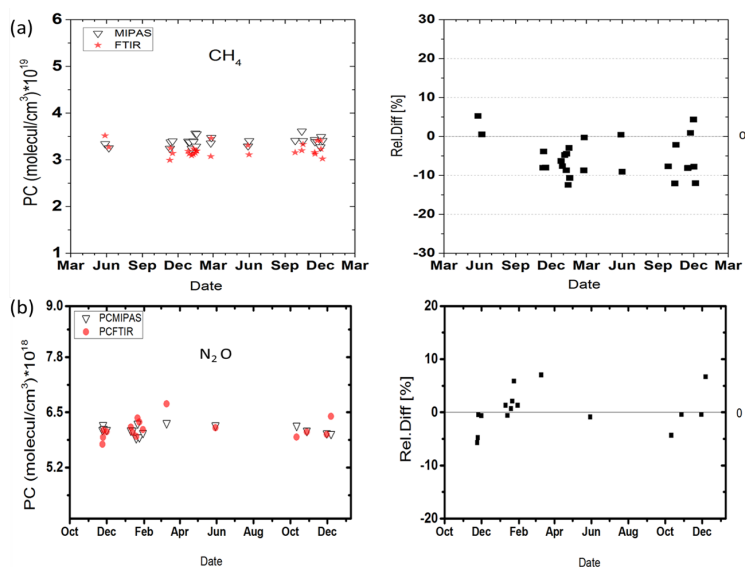 (a)
MIPAS
FTIR
CH4
PC (molecul/cm³)*10¹⁹
6
5
4
3
2
1
Mar Jun Sep Dec Mar Jun Sep Dec Mar
Date
Rel.Diff [%]
30
20
10
0
-10
-20
-30
0
Mar Jun Sep Dec Mar Jun Sep Dec Mar
Date
(b)
PCMIPAS
PCFTIR
N2O
PC (molecul/cm³)*10¹⁸
9.0
7.8
6.5
5.2
Oct Dec Feb Apr Jun Aug Oct Dec
Date
Rel.Diff [%]
20
10
0
-10
-20
0
Oct Dec Feb Apr Jun Aug Oct Dec
Date